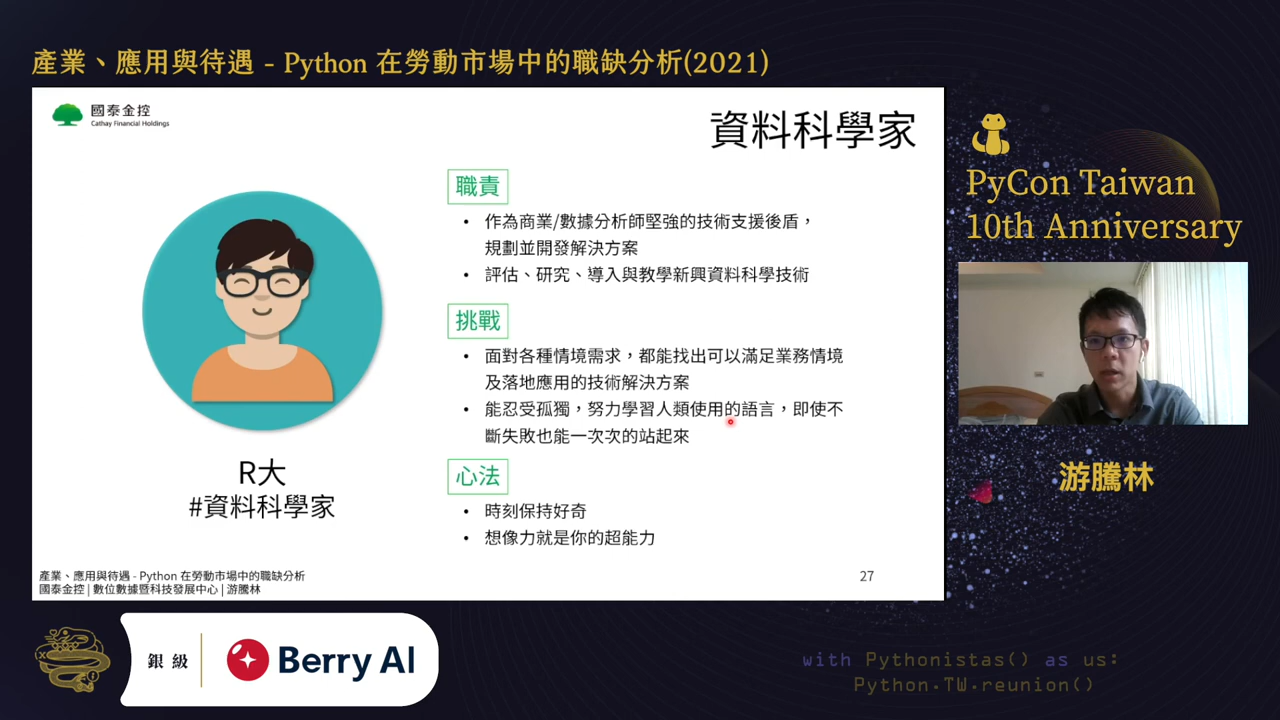 產業、應用與待遇 - Python 在勞動市場中的職缺分析(2021)
國泰金控
Cathay Financial Holdings
資料科學家
職責
• 作為商業/數據分析師堅強的技術支援後盾，
規劃並開發解決方案
• 評估、研究、導入與教學新興資料科學技術
挑戰
• 面對各種情境需求，都能找出可以滿足業務情境
及落地應用的技術解決方案
• 能忍受孤獨，努力學習人類使用的語言，即使不
斷失敗也能一次次的站起來
心法
• 時刻保持好奇
• 想像力就是你的超能力
R大
#資料科學家
產業、應用與待遇 - Python 在勞動市場中的職缺分析
國泰金控 | 數位數據暨科技發展中心 | 游騰林
27
PyCon Taiwan
10th Anniversary
游騰林
銀級
Berry AI
with Pythonistas() as us:
Python.TW.reunion()